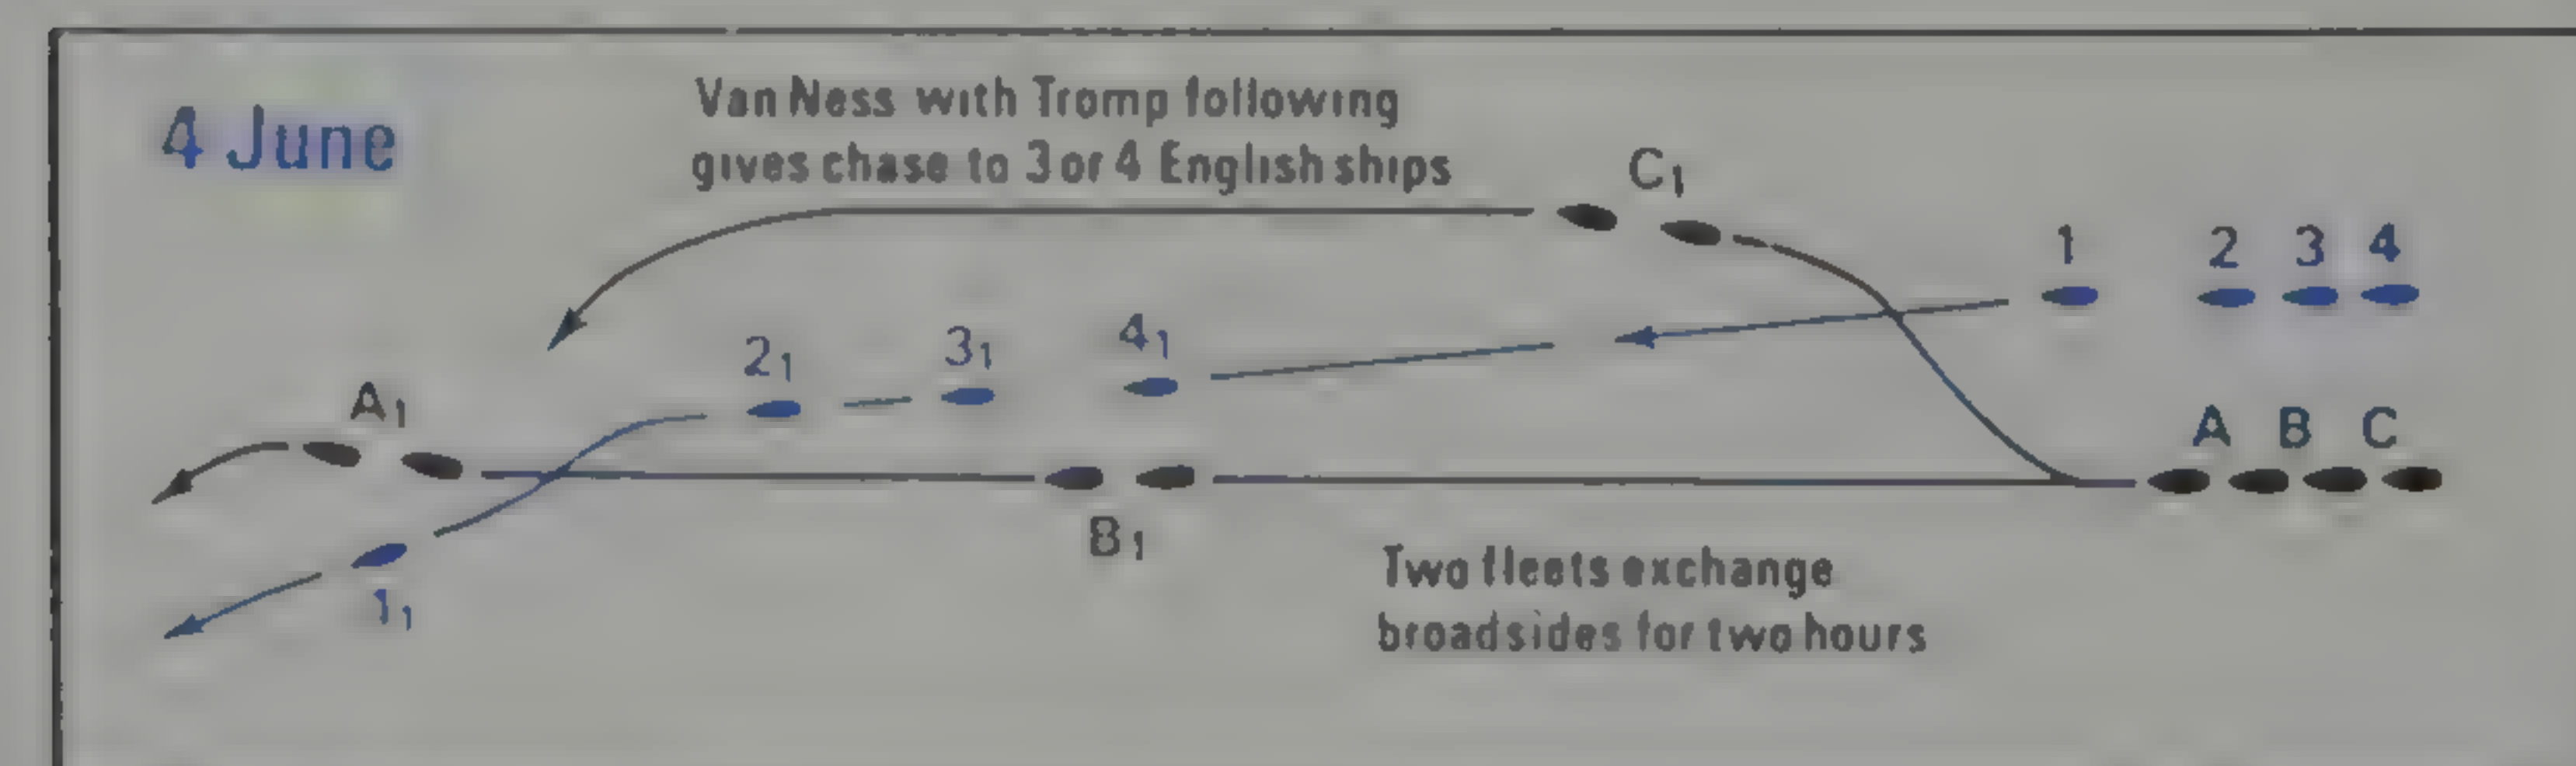 4 June
Van Ness with Tromp following
gives chase to 3 or 4 English ships
C1
1 2 3 4
21 31 41
A1
A B C
B1
11
Two fleets exchange
broadsides for two hours